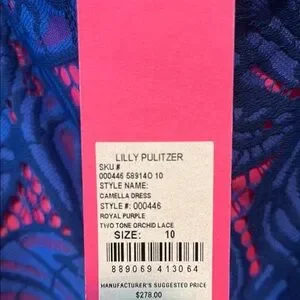 LILLY PULITZER
SKU #
000446 58914O 10
STYLE NAME:
CAMELLA DRESS
STYLE #: 000446
ROYAL PURPLE
TWO TONE ORCHID LACE
SIZE: 10
889069 413064
MANUFACTURER'S SUGGESTED PRICE
$278.00